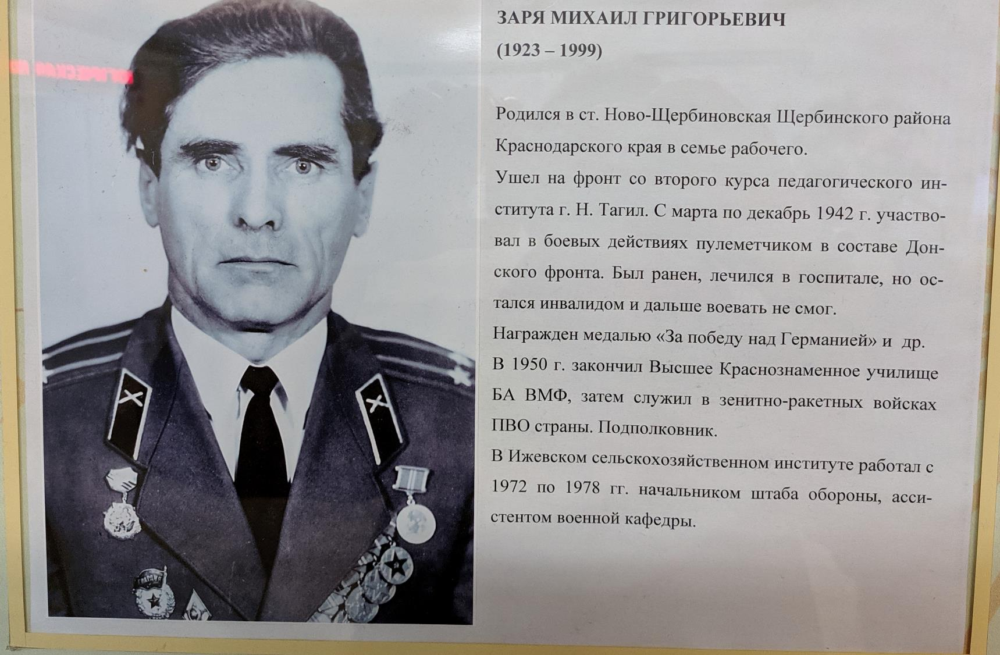 ЗАРЯ МИХАИЛ ГРИГОРЬЕВИЧ
(1923 – 1999)
Родился в ст. Ново-Щербиновская Щербинского района
Краснодарского края в семье рабочего.
Ушел на фронт со второго курса педагогического ин-
ститута г. Н. Тагил. С марта по декабрь 1942 г. участво-
вал в боевых действиях пулеметчиком в составе Дон-
ского фронта. Был ранен, лечился в госпитале, но ос-
тался инвалидом и дальше воевать не смог.
Награжден медалью «За победу над Германией» и др.
В 1950 г. закончил Высшее Краснознаменное училище
БА ВМФ, затем служил в зенитно-ракетных войсках
ПВО страны. Подполковник.
В Ижевском сельскохозяйственном институте работал с
1972 по 1978 гг. начальником штаба обороны, асси-
стентом военной кафедры.
ГВАРДИЯ